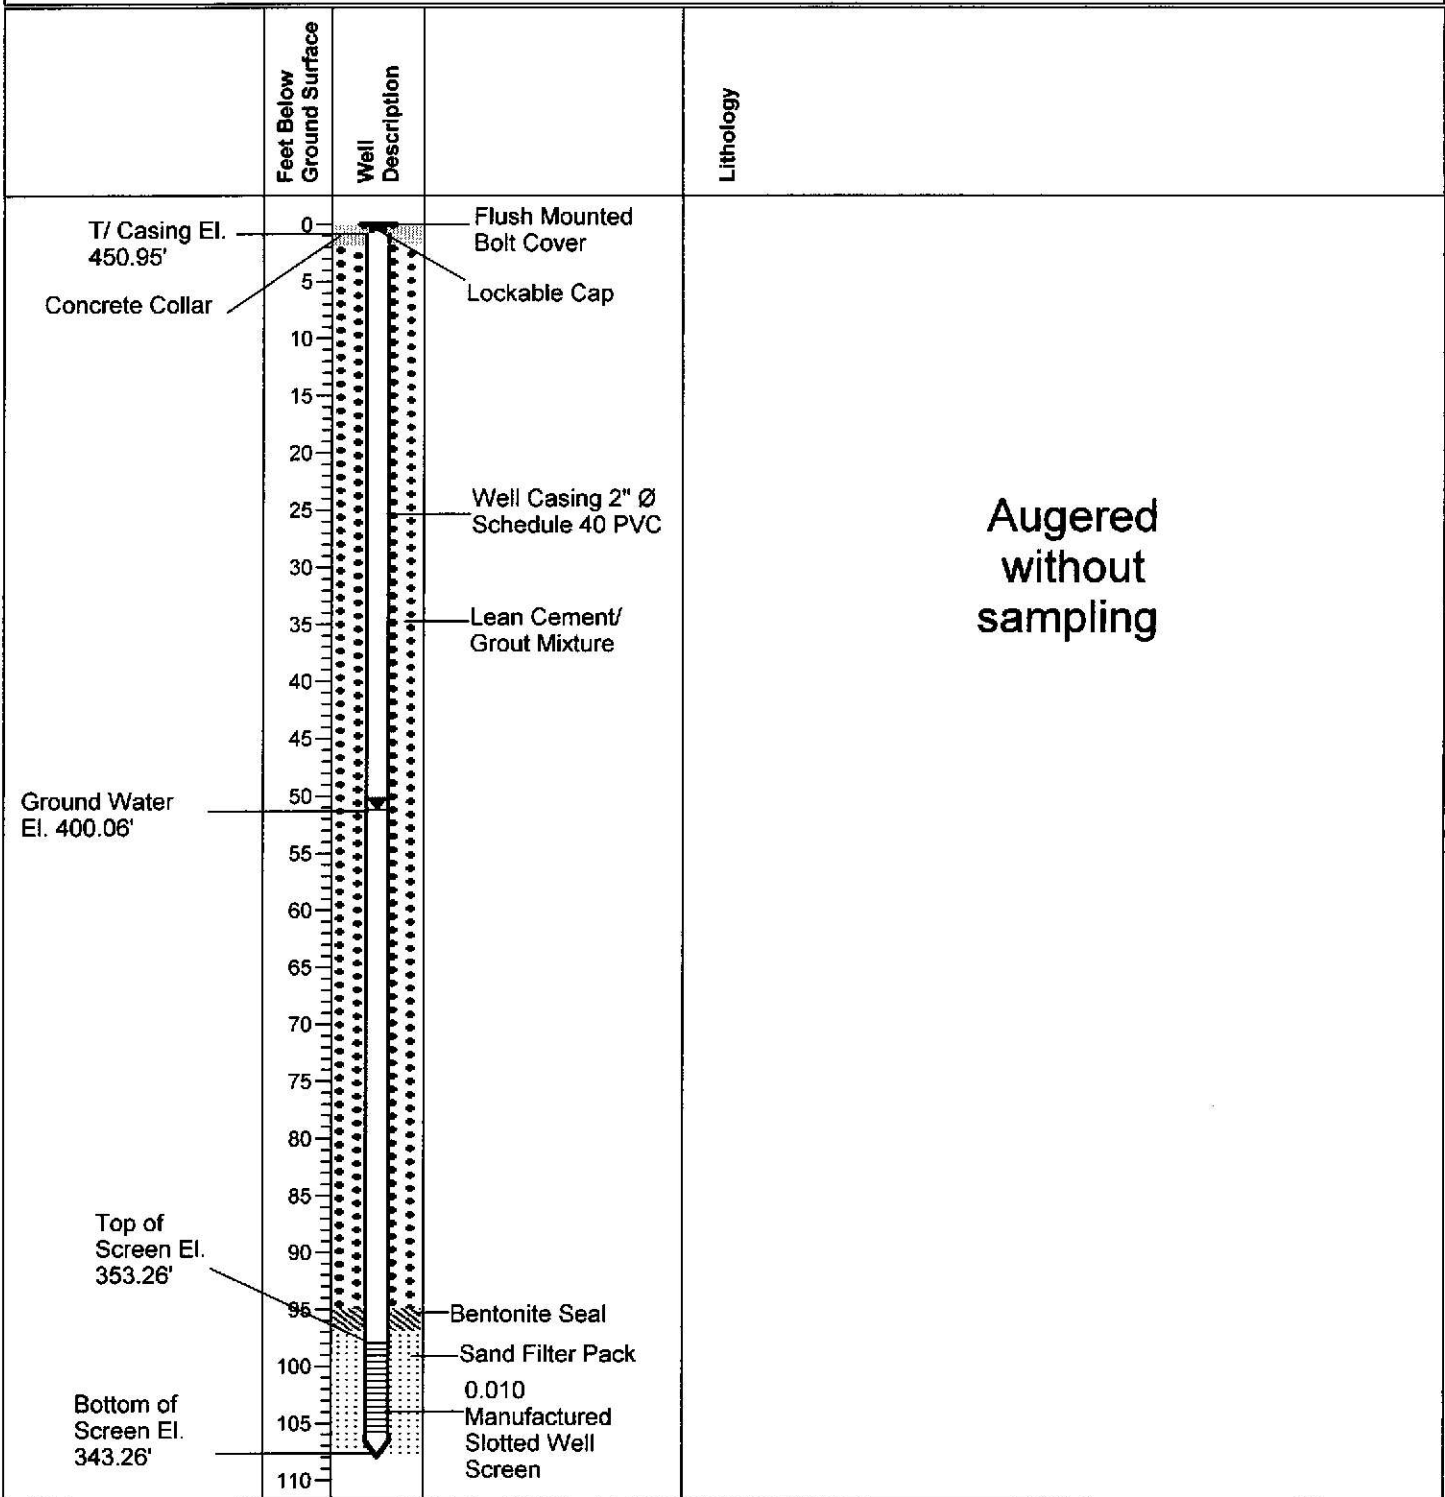 Feet Below
Ground Surface
Well
Description
Lithology
T/ Casing El.
450.95'
Concrete Collar
Ground Water
El. 400.06'
Top of
Screen El.
353.26'
Bottom of
Screen El.
343.26'
0
5
10
15
20
25
30
35
40
45
50
55
60
65
70
75
80
85
90
95
100
105
110
Flush Mounted
Bolt Cover
Lockable Cap
Well Casing 2" Ø
Schedule 40 PVC
Lean Cement/
Grout Mixture
Bentonite Seal
Sand Filter Pack
0.010
Manufactured
Slotted Well
Screen
Augered
without
sampling